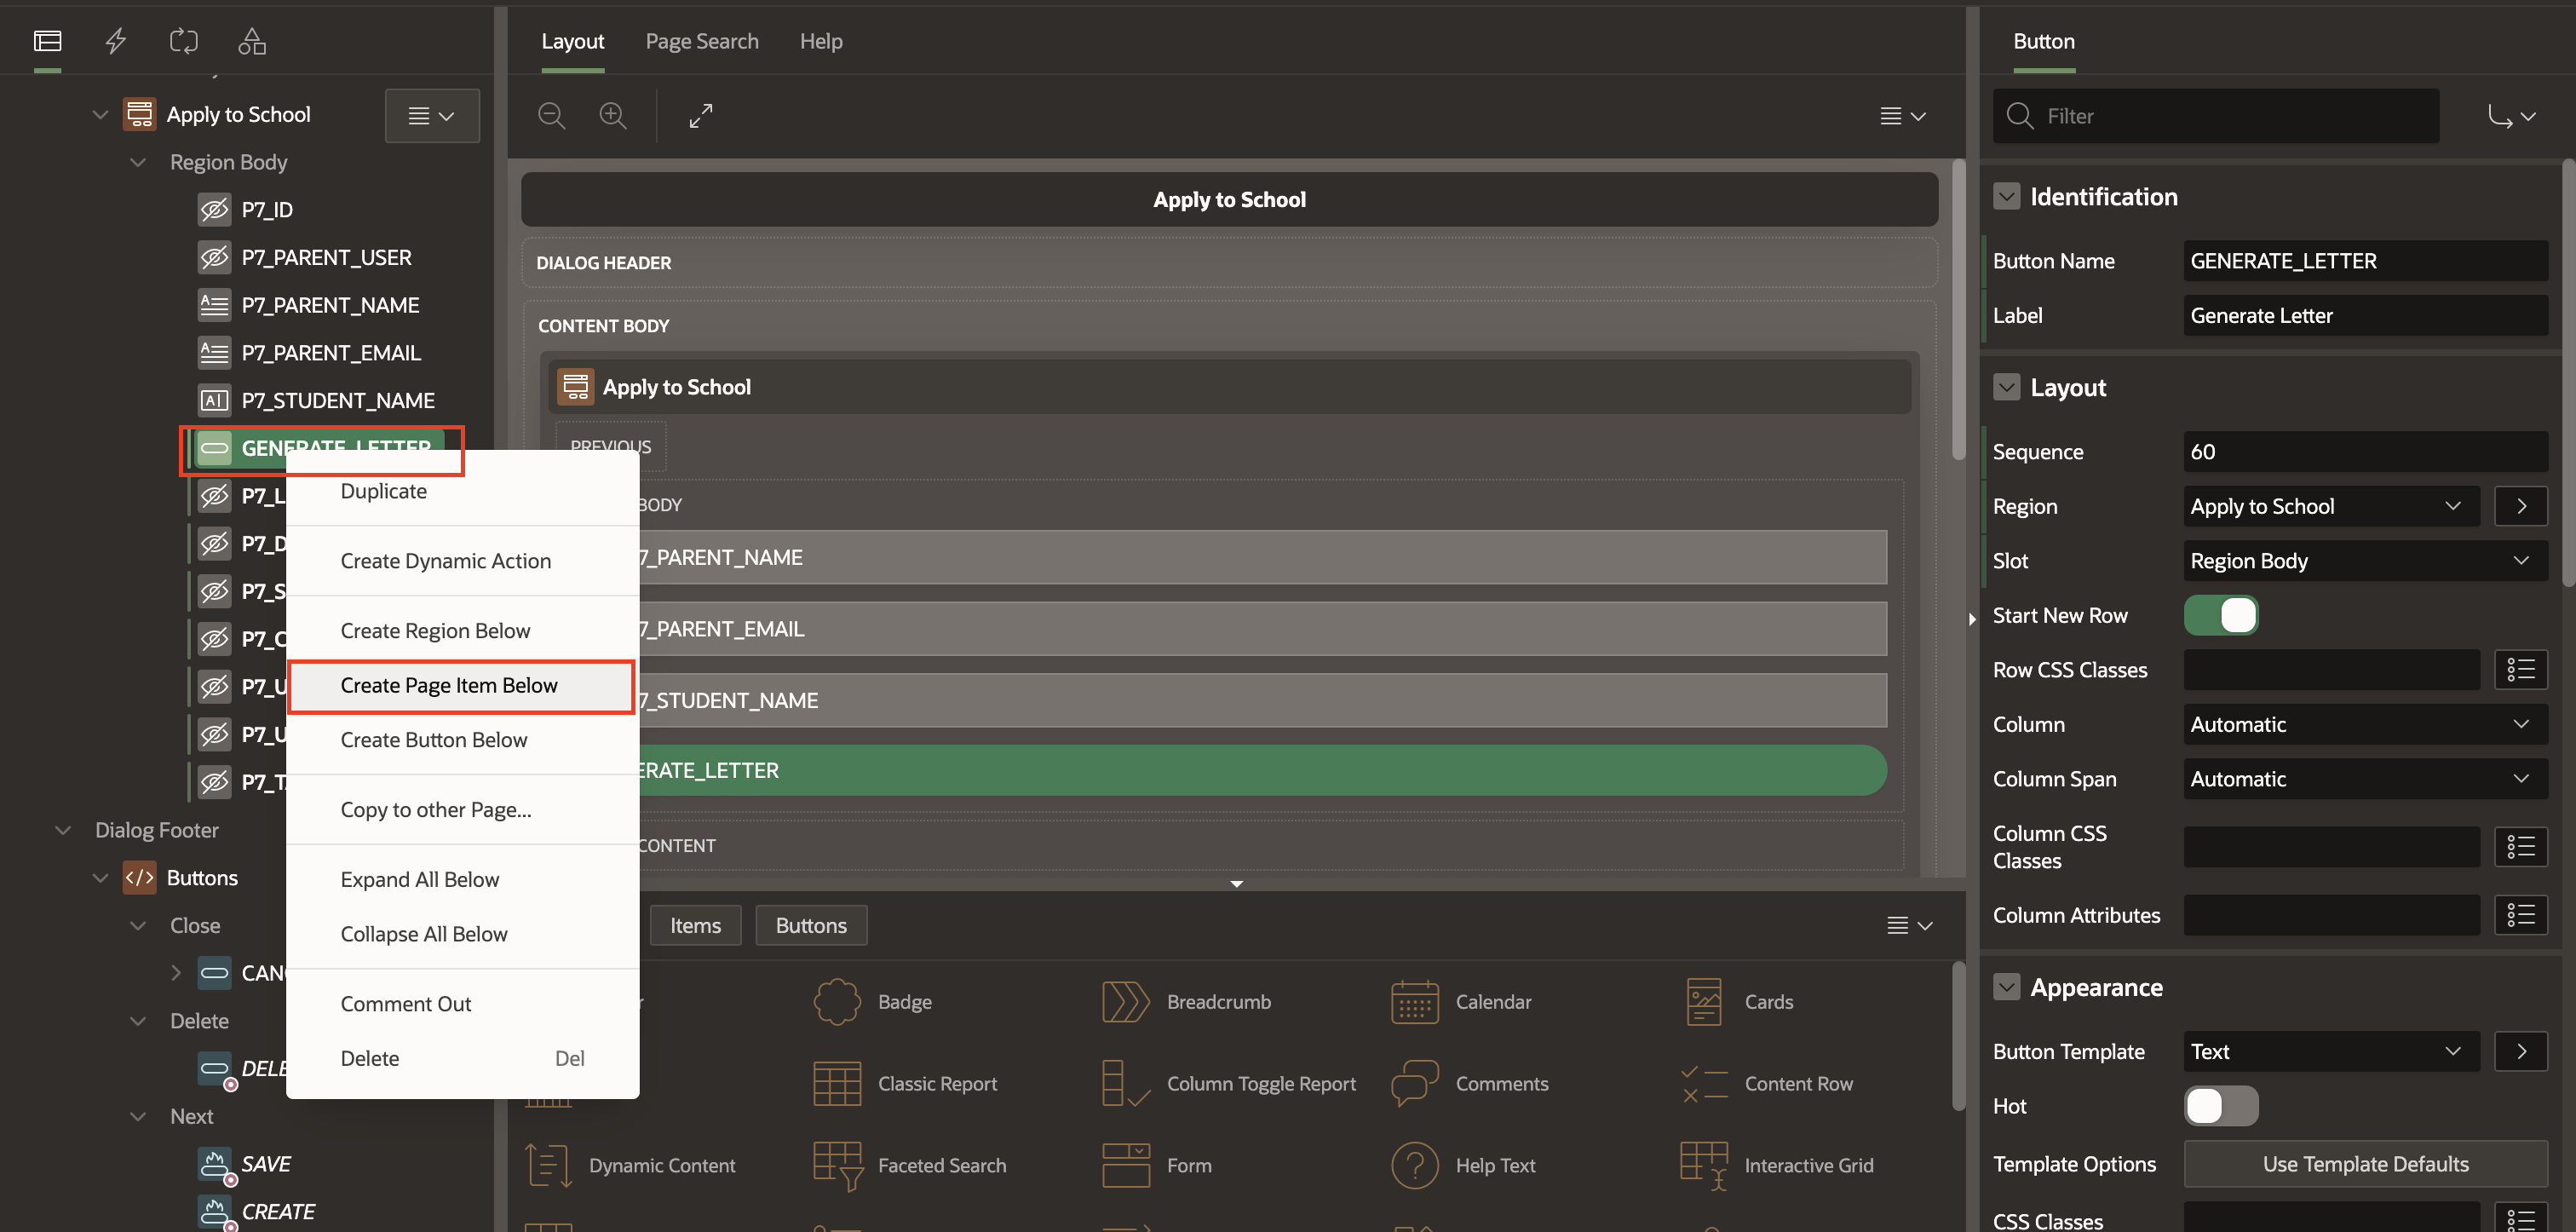 Layout
Page Search
Help
Button
Apply to School
Region Body
P7_ID
P7_PARENT_USER
P7_PARENT_NAME
P7_PARENT_EMAIL
P7_STUDENT_NAME
GENERATE_LETTER
P7_L
P7_D
P7_S
P7_C
P7_U
P7_U
P7_T
Dialog Footer
Buttons
Close
CAN
Delete
DELE
Next
SAVE
CREATE
Duplicate
Create Dynamic Action
Create Region Below
Create Page Item Below
Create Button Below
Copy to other Page...
Expand All Below
Collapse All Below
Comment Out
Delete Del
Apply to School
DIALOG HEADER
CONTENT BODY
Apply to School
PREVIOUS
BODY
7_PARENT_NAME
7_PARENT_EMAIL
7_STUDENT_NAME
ERATE_LETTER
CONTENT
Items
Buttons
Badge
Breadcrumb
Calendar
Cards
Classic Report
Column Toggle Report
Comments
Content Row
Dynamic Content
Faceted Search
Form
Help Text
Interactive Grid
Filter
Identification
Button Name GENERATE_LETTER
Label Generate Letter
Layout
Sequence 60
Region Apply to School
Slot Region Body
Start New Row
Row CSS Classes
Column Automatic
Column Span Automatic
Column CSS
Classes
Column Attributes
Appearance
Button Template Text
Hot
Template Options Use Template Defaults
CSS Classes